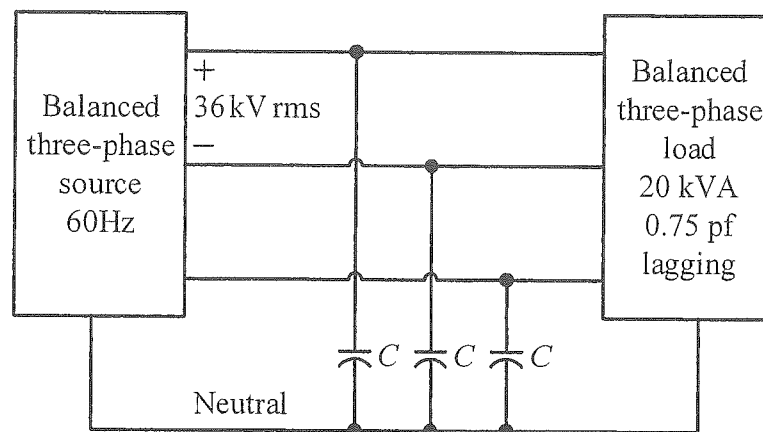 Balanced
three-phase
source
60Hz
+
36 kV rms
−
Balanced
three-phase
load
20 kVA
0.75 pf
lagging
C
C
C
Neutral